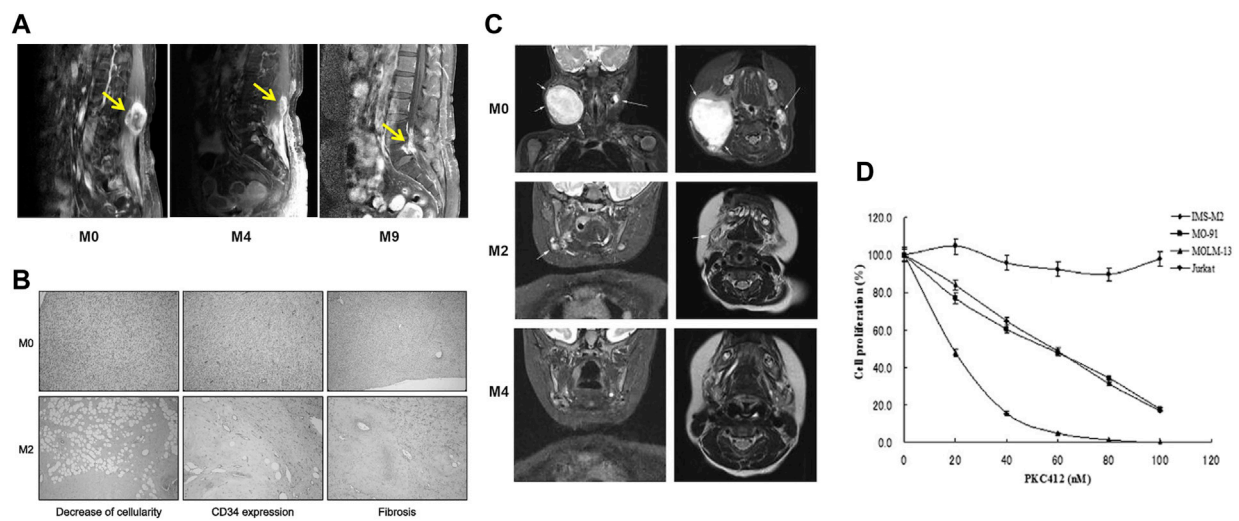 A
M0
M4
M9
B
M0
M2
Decrease of cellularity
CD34 expression
Fibrosis
C
M0
M2
M4
D
120.0
100.0
80.0
60.0
40.0
20.0
0.0
Cell proliferation (%)
0
20
40
60
80
100
120
PKC412 (nM)
IMS-M2
MO-91
MOLM-13
Jurkat